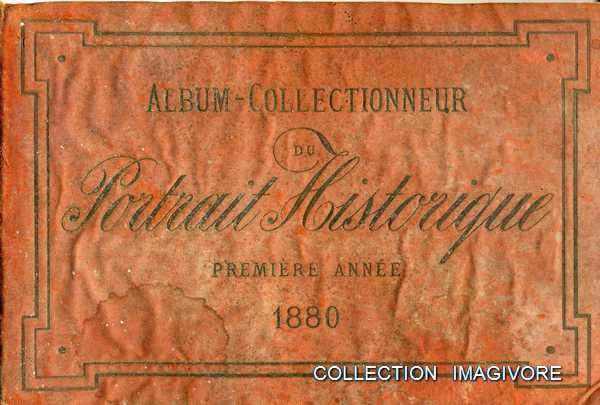 ALBUM-COLLECTIONNEUR
DU
Portrait Historique
PREMIÈRE ANNÉE
1880
COLLECTION IMAGIVORE